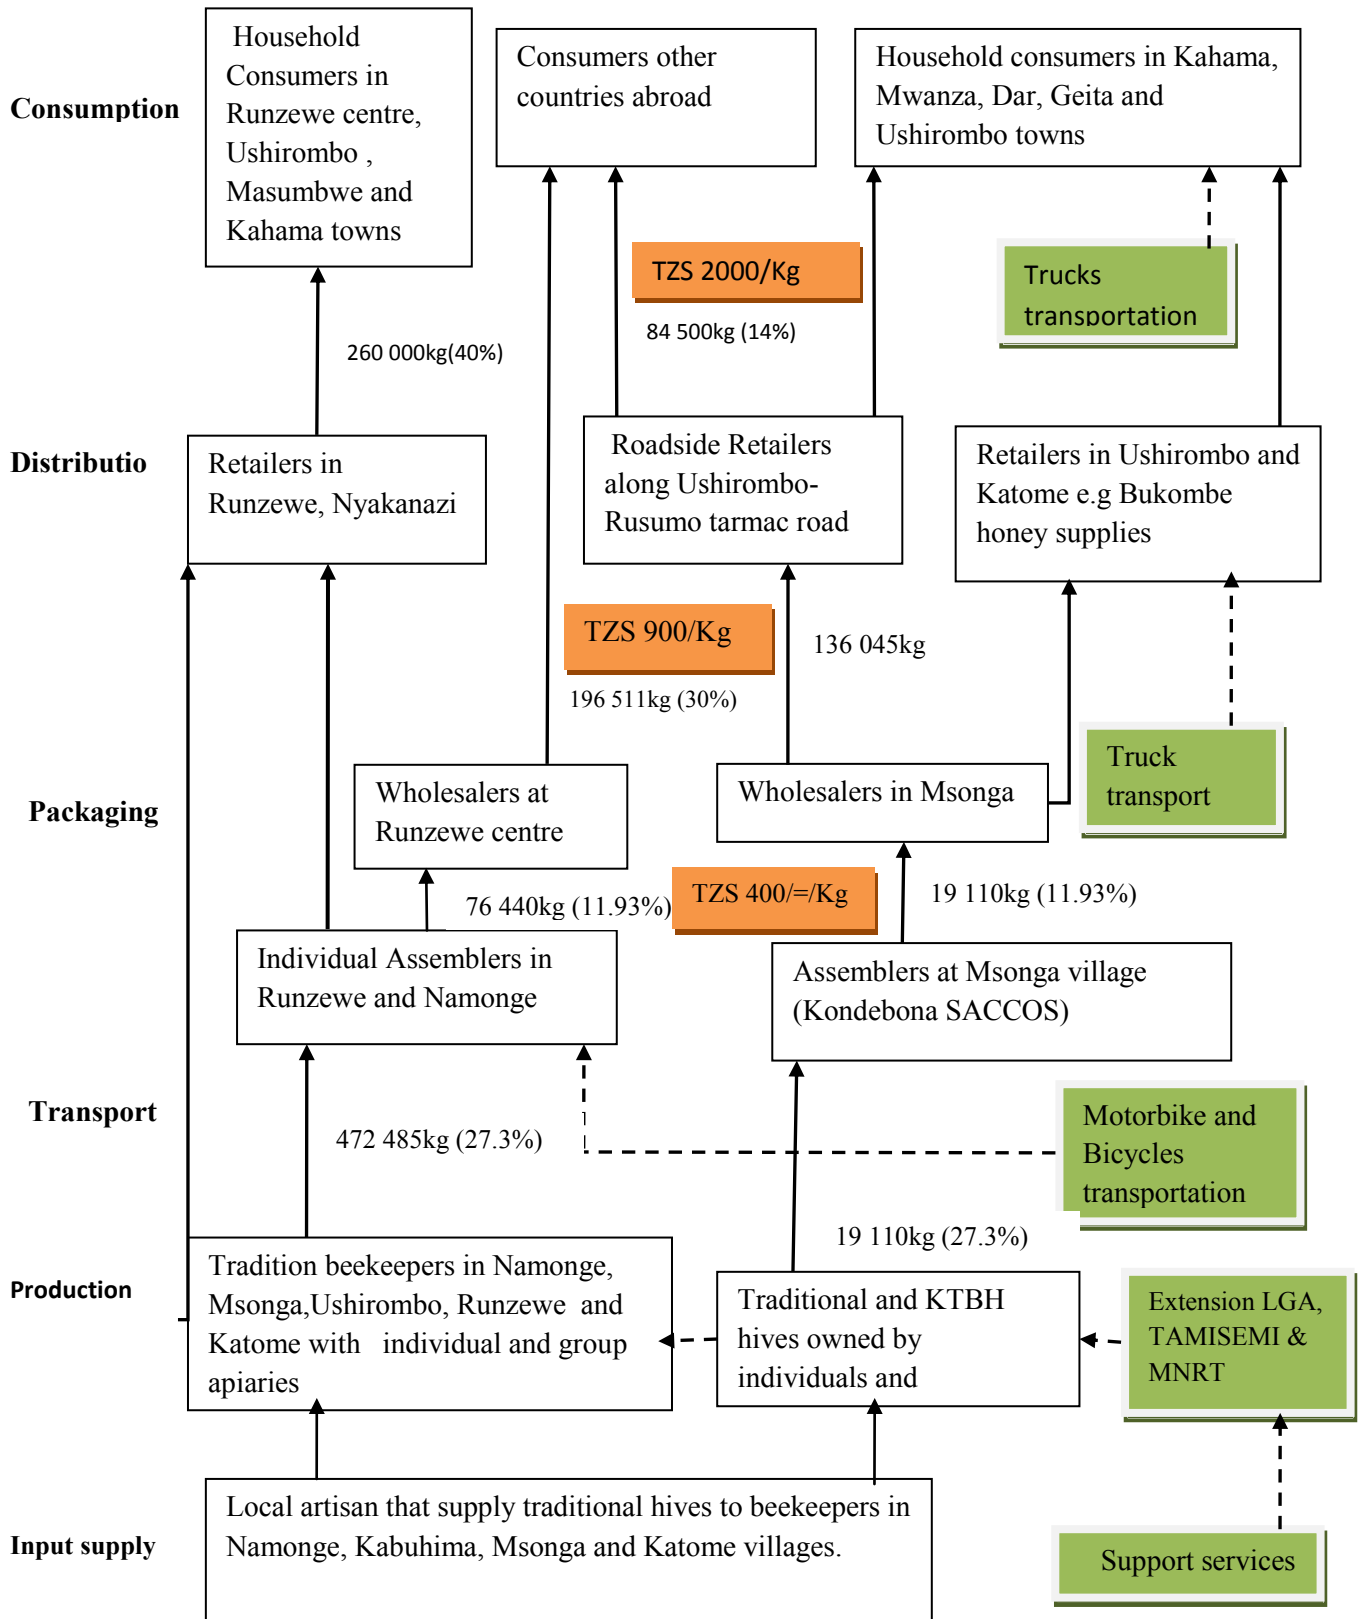 Household
Consumers in
Runzewe centre,
Ushirombo ,
Masumbwe and
Kahama towns
Consumers other
countries abroad
Household consumers in Kahama,
Mwanza, Dar, Geita and
Ushirombo towns
Consumption
TZS 2000/Kg
84 500kg (14%)
Trucks
transportation
260 000kg(40%)
Distributio
Retailers in
Runzewe, Nyakanazi
Roadside Retailers
along Ushirombo-
Rusumo tarmac road
Retailers in Ushirombo and
Katome e.g Bukombe
honey supplies
TZS 900/Kg
196 511kg (30%)
136 045kg
Packaging
Wholesalers at
Runzewe centre
Wholesalers in Msonga
Truck
transport
76 440kg (11.93%)
TZS 400/=/Kg
19 110kg (11.93%)
Individual Assemblers in
Runzewe and Namonge
Assemblers at Msonga village
(Kondebona SACCOS)
Transport
472 485kg (27.3%)
Motorbike and
Bicycles
transportation
19 110kg (27.3%)
Production
Tradition beekeepers in Namonge,
Msonga,Ushirombo, Runzewe and
Katome with individual and group
apiaries
Traditional and KTBH
hives owned by
individuals and
Extension LGA,
TAMISEMI &
MNRT
Input supply
Local artisan that supply traditional hives to beekeepers in
Namonge, Kabuhima, Msonga and Katome villages.
Support services